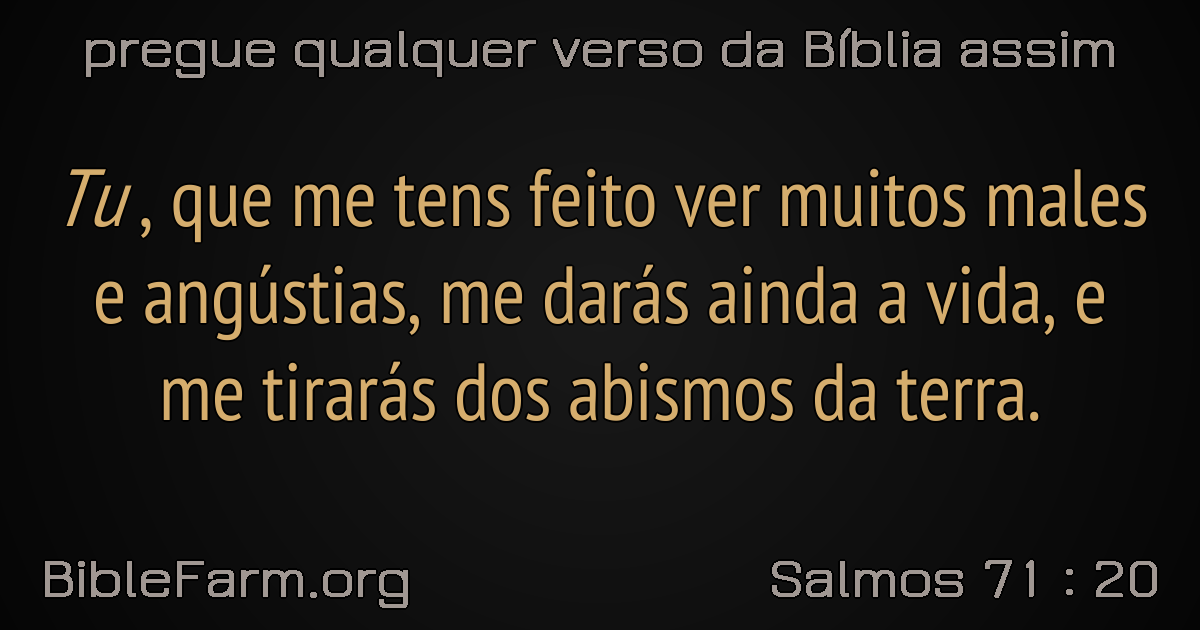 pregue qualquer verso da Bíblia assim
Tu, que me tens feito ver muitos males
e angústias, me darás ainda a vida, e
me tirarás dos abismos da terra.
BibleFarm.org
Salmos 71 : 20